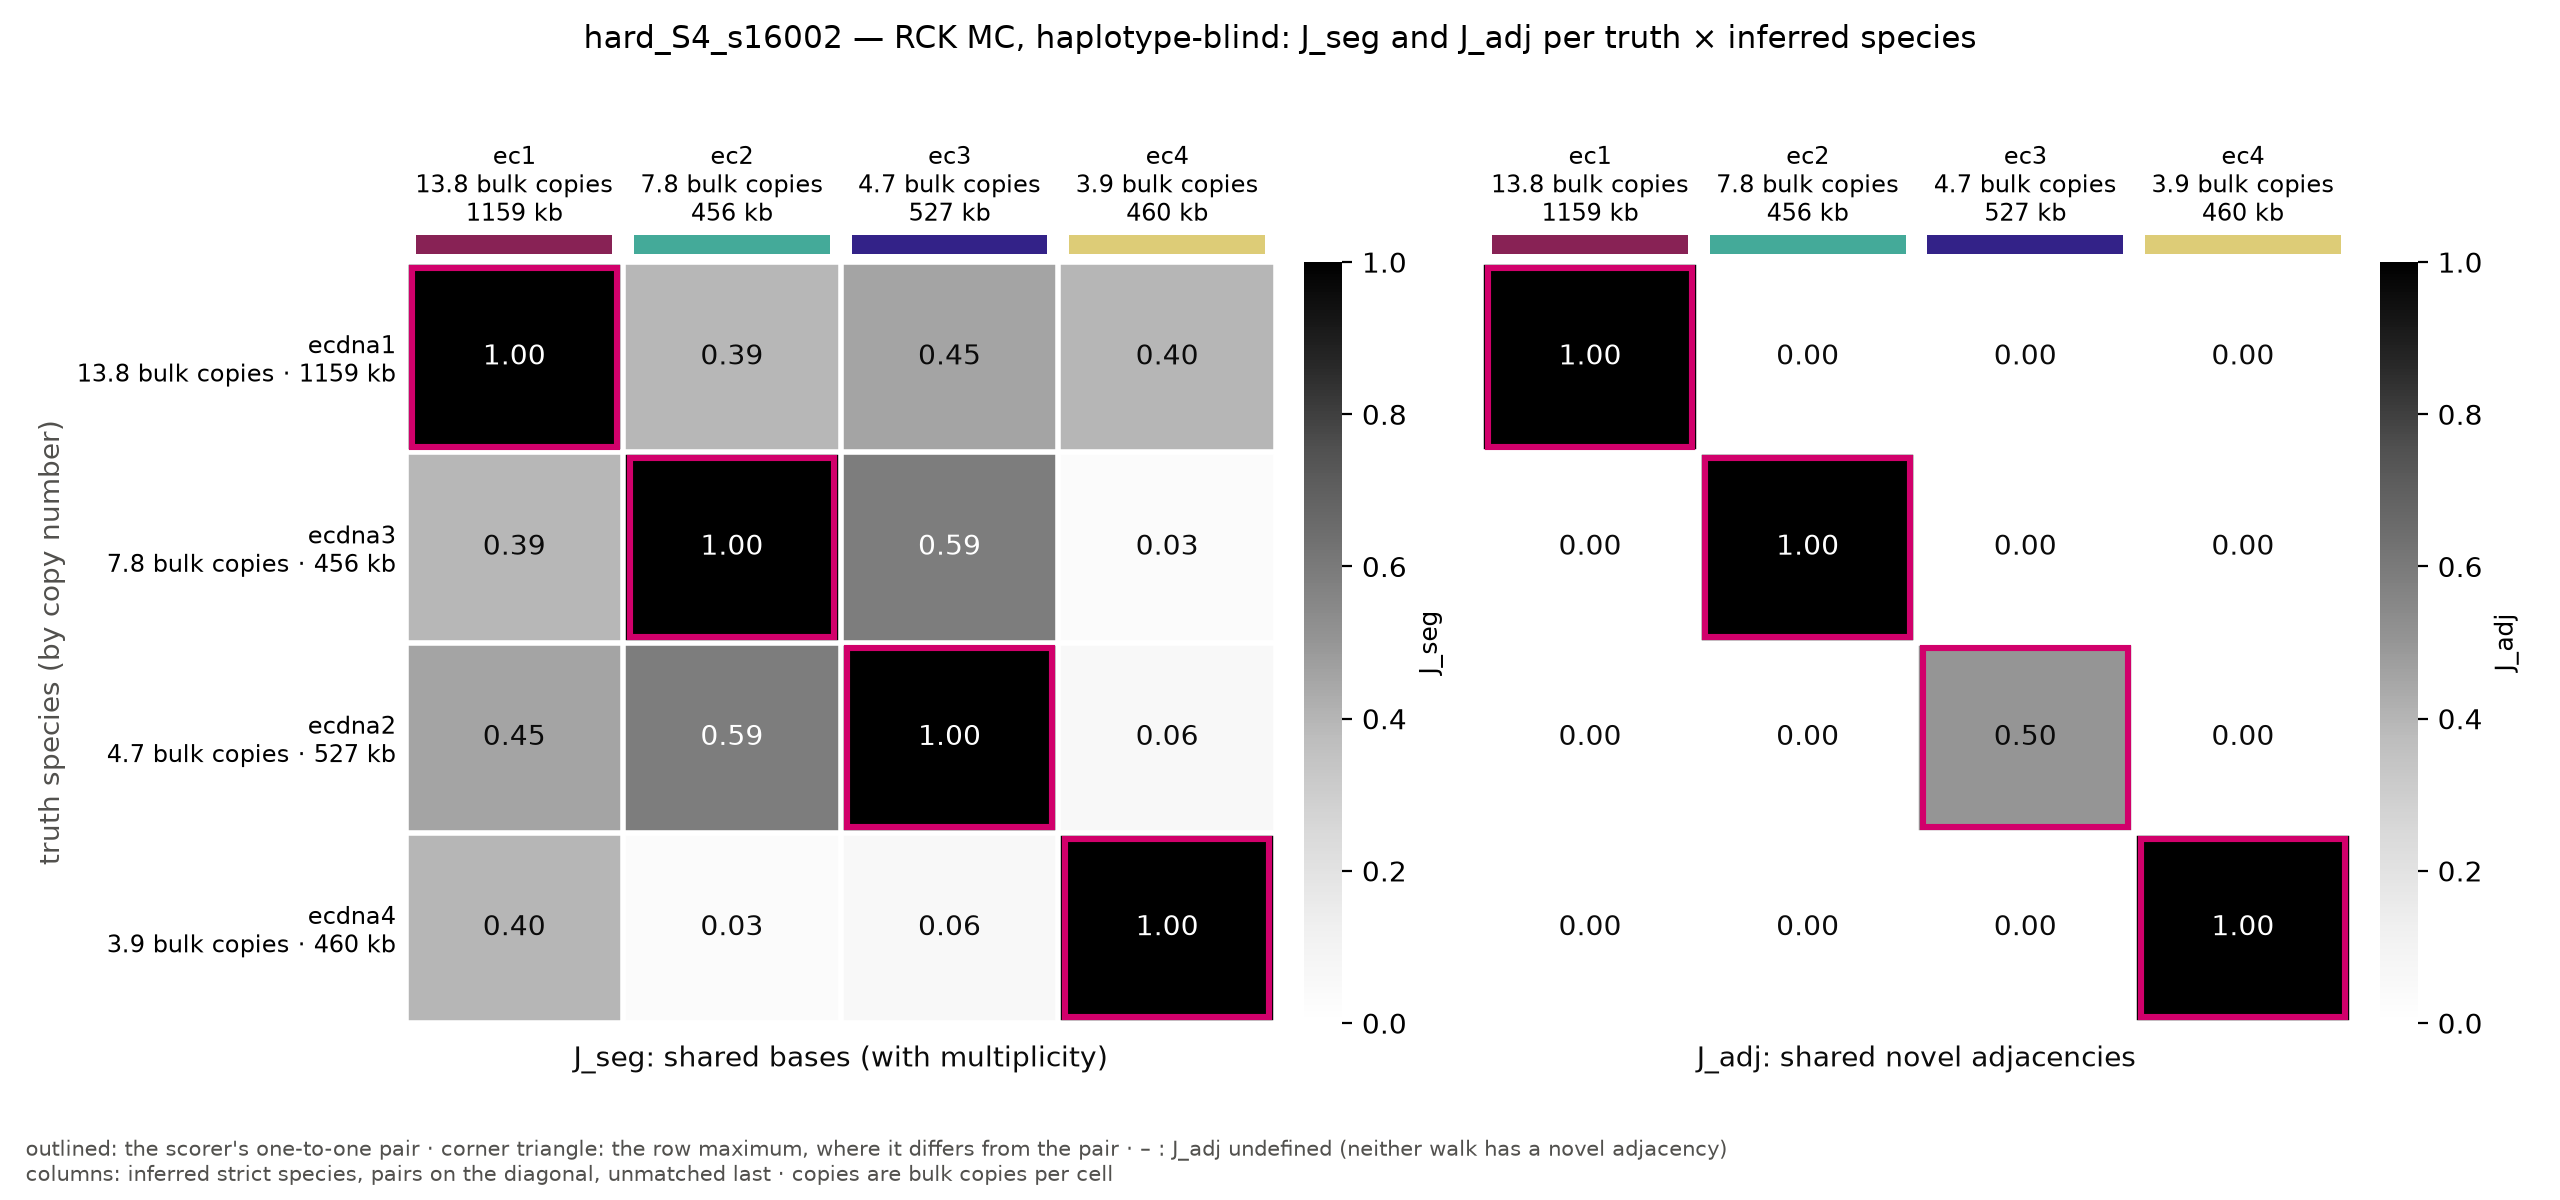 hard_S4_s16002 — RCK MC, haplotype-blind: J_seg and J_adj per truth × inferred species
ec1
13.8 bulk copies
1159 kb
ec2
7.8 bulk copies
456 kb
ec3
4.7 bulk copies
527 kb
ec4
3.9 bulk copies
460 kb
truth species (by copy number)
ecdna1
13.8 bulk copies · 1159 kb
1.00 0.39 0.45 0.40
ecdna3
7.8 bulk copies · 456 kb
0.39 1.00 0.59 0.03
ecdna2
4.7 bulk copies · 527 kb
0.45 0.59 1.00 0.06
ecdna4
3.9 bulk copies · 460 kb
0.40 0.03 0.06 1.00
J_seg: shared bases (with multiplicity)
1.0
0.8
0.6
0.4
0.2
0.0
J_seg
ec1
13.8 bulk copies
1159 kb
ec2
7.8 bulk copies
456 kb
ec3
4.7 bulk copies
527 kb
ec4
3.9 bulk copies
460 kb
1.00 0.00 0.00 0.00
0.00 1.00 0.00 0.00
0.00 0.00 0.50 0.00
0.00 0.00 0.00 1.00
J_adj: shared novel adjacencies
1.0
0.8
0.6
0.4
0.2
0.0
J_adj
outlined: the scorer's one-to-one pair · corner triangle: the row maximum, where it differs from the pair · – : J_adj undefined (neither walk has a novel adjacency)
columns: inferred strict species, pairs on the diagonal, unmatched last · copies are bulk copies per cell